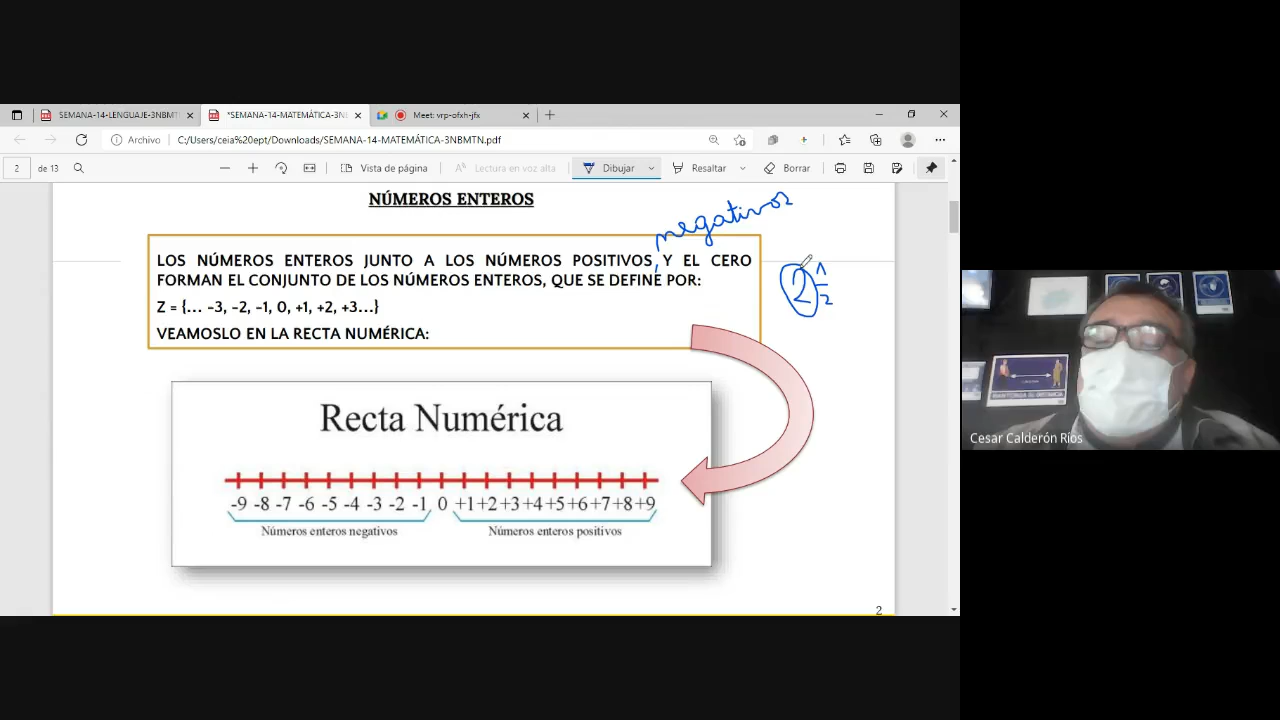 SEMANA-14-LENGUAJE-3NBMT
*SEMANA-14-MATEMÁTICA-3NB
Meet: vrp-ofxh-jfx
Archivo
C:/Users/ceia%20ept/Downloads/SEMANA-14-MATEMÁTICA-3NBMTN.pdf
2 de 13
Vista de página
Lectura en voz alta
Dibujar
Resaltar
Borrar
NÚMEROS ENTEROS
negativos
LOS NÚMEROS ENTEROS JUNTO A LOS NÚMEROS POSITIVOS, Y EL CERO
FORMAN EL CONJUNTO DE LOS NÚMEROS ENTEROS, QUE SE DEFINE POR:
Z = {... -3, -2, -1, 0, +1, +2, +3...}
VEAMOSLO EN LA RECTA NUMÉRICA:
2 1/2
Recta Numérica
-9 -8 -7 -6 -5 -4 -3 -2 -1 0 +1 +2 +3 +4 +5 +6 +7 +8 +9
Números enteros negativos
Números enteros positivos
2
Cesar Calderón Ríos